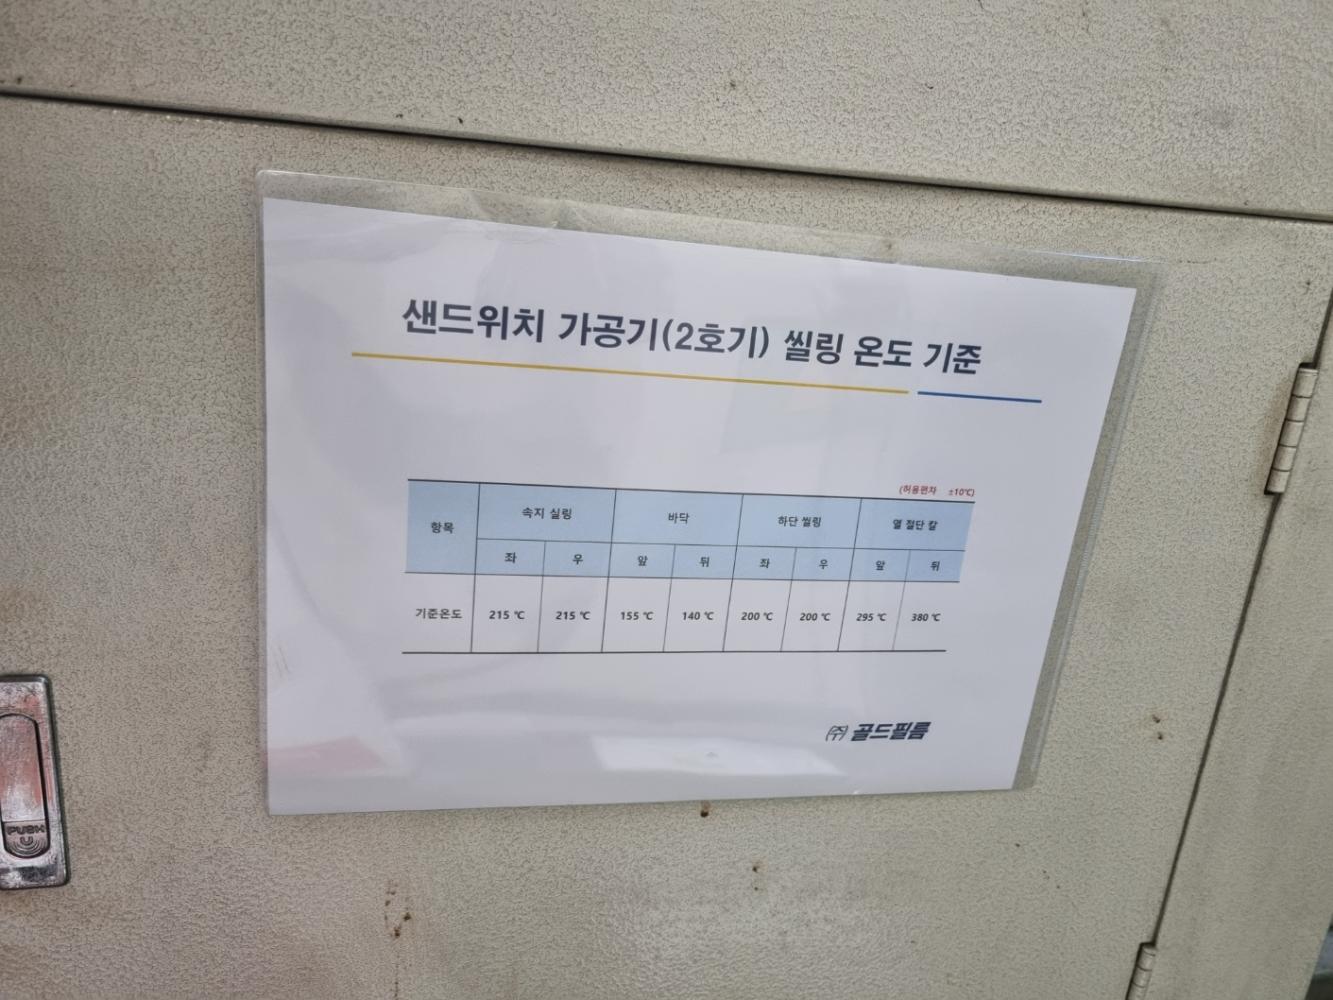 샌드위치 가공기(2호기) 씰링 온도 기준
(허용편차 ±10℃)
항목 속지 실링 바닥 하단 씰링 열 절단 칼
좌 우 앞 뒤 좌 우 앞 뒤
기준온도 215 ℃ 215 ℃ 155 ℃ 140 ℃ 200 ℃ 200 ℃ 295 ℃ 380 ℃
㈜ 골드필름
PUSH